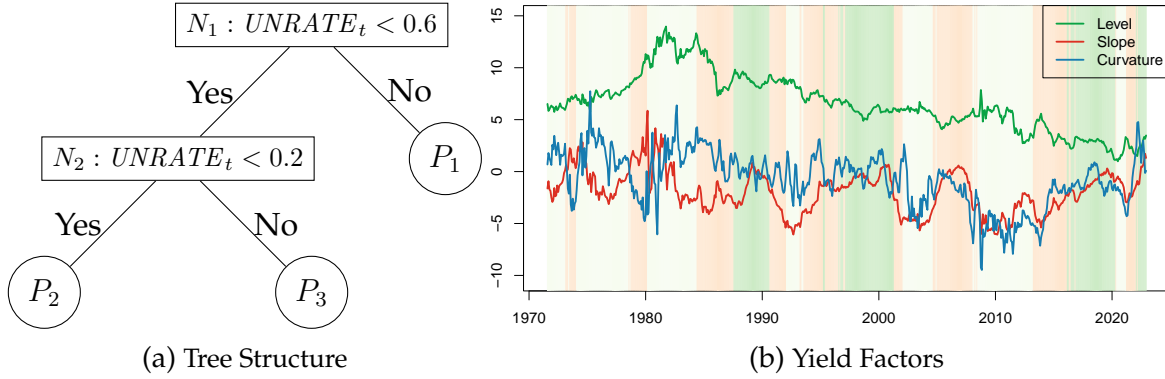 N₁ : UNRATEₜ < 0.6
Yes
No
N₂ : UNRATEₜ < 0.2
P₁
Yes
No
P₂
P₃
(a) Tree Structure
Level
Slope
Curvature
15
10
5
0
−5
−10
1970 1980 1990 2000 2010 2020
(b) Yield Factors